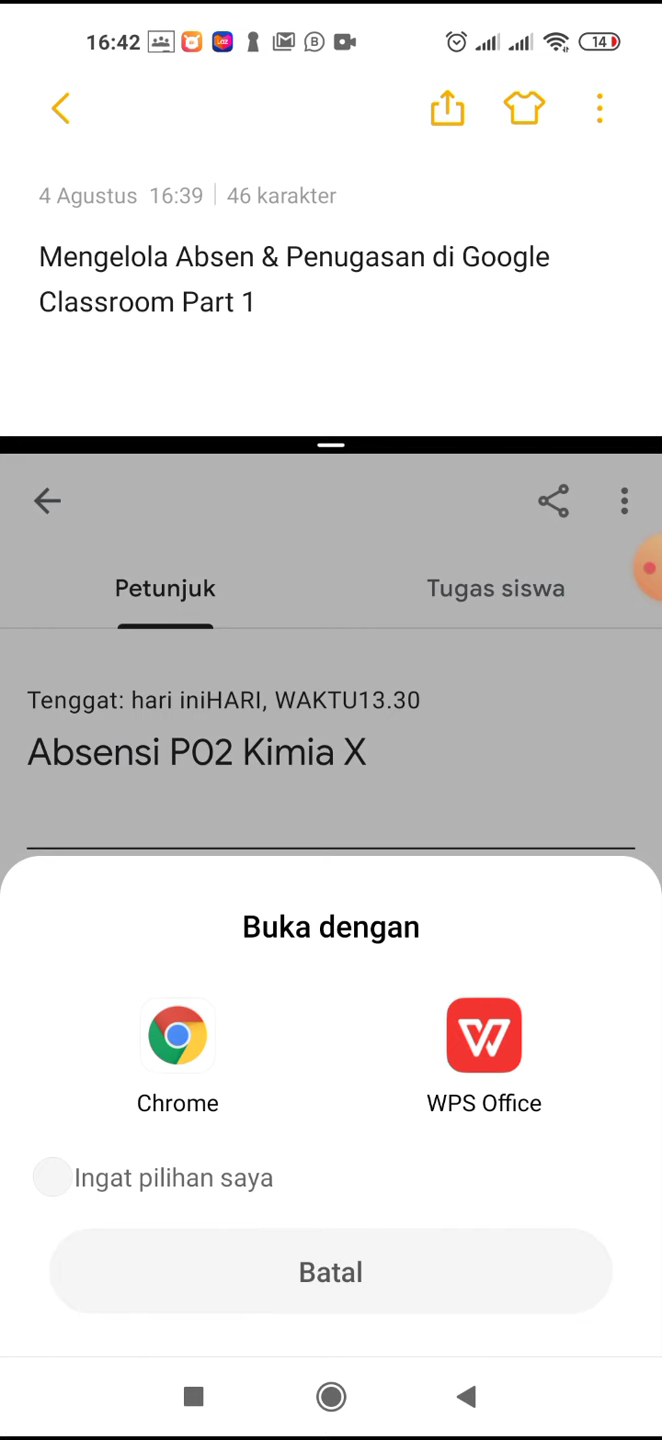 16:42
14
4 Agustus 16:39 46 karakter
Mengelola Absen & Penugasan di Google
Classroom Part 1
Petunjuk Tugas siswa
Tenggat: hari iniHARI, WAKTU13.30
Absensi P02 Kimia X
Buka dengan
Chrome WPS Office
Ingat pilihan saya
Batal